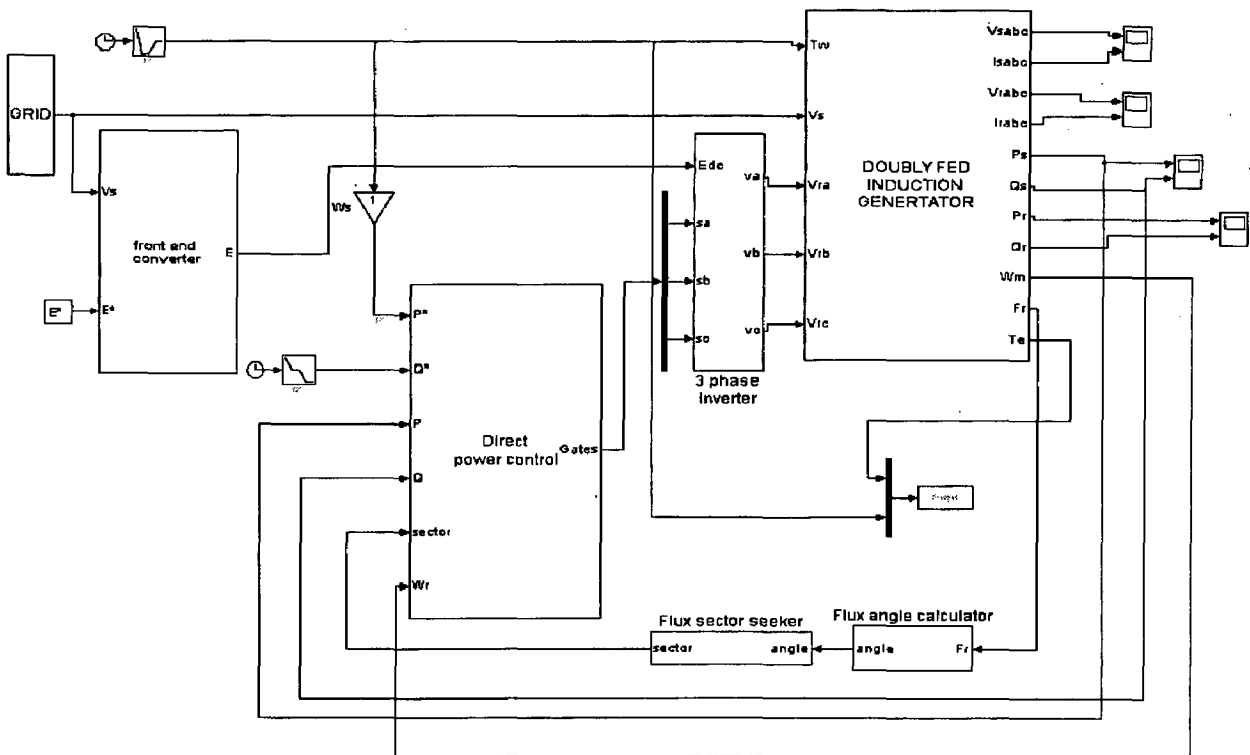 GRID
Vs
front end
converter
E
E*
E*
Ws
1
P*
Q*
P
Q
sector
Wr
Direct
power control
Gates
Edc
sa
sb
sc
va
vb
vc
3 phase
inverter
Tw
Vs
Vra
Vrb
Vrc
DOUBLY FED
INDUCTION
GENERTATOR
Vsabc
Isabc
Vrabc
Irabc
Ps
Qs
Pr
Qr
Wm
Fr
Te
Flux sector seeker
sector
angle
Flux angle calculator
angle
Fr